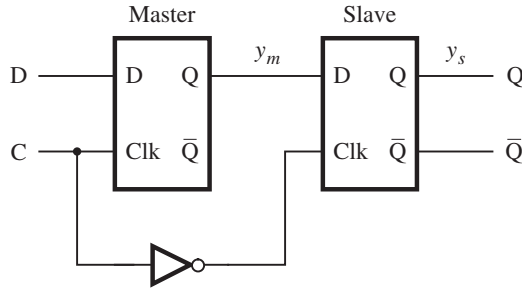 Master Slave
D D Q y_m D Q y_s Q
C Clk Q̅ Clk Q̅ Q̅